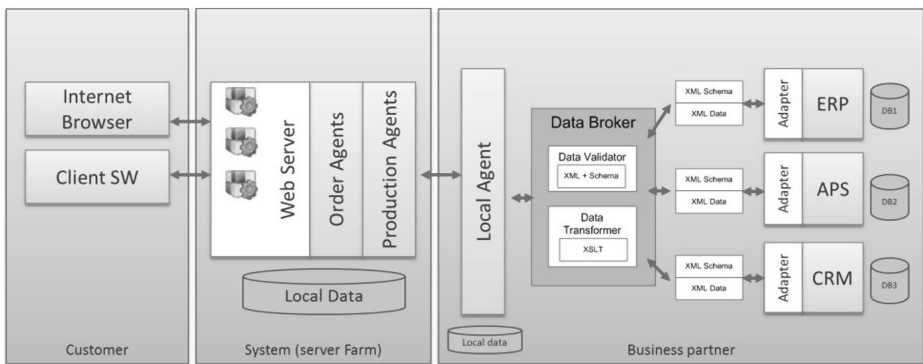 Internet
Browser
Client SW
Customer
Web Server
Order Agents
Production Agents
Local Data
System (server Farm)
Local Agent
Local data
Data Broker
Data Validator
XML + Schema
Data
Transformer
XSLT
XML Schema
XML Data
Adapter
ERP
DB1
XML Schema
XML Data
Adapter
APS
DB2
XML Schema
XML Data
Adapter
CRM
DB3
Business partner